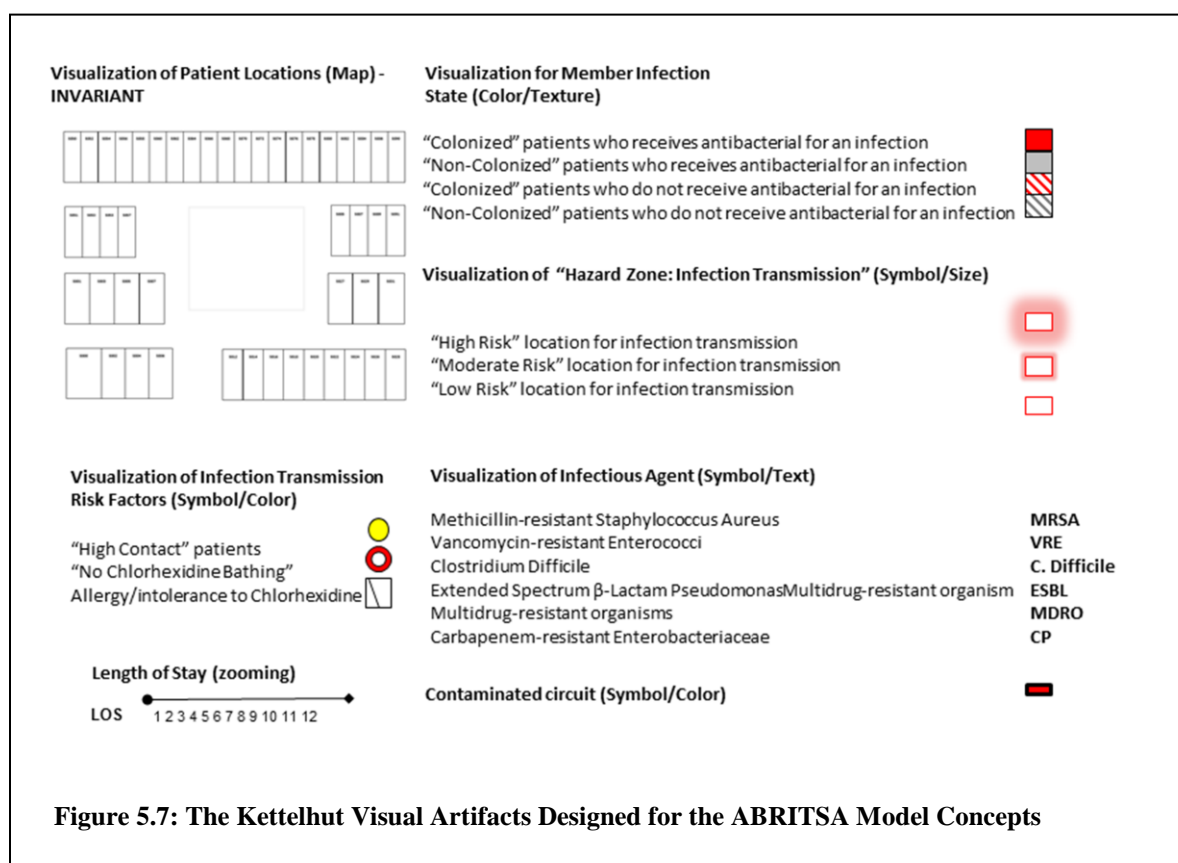 Visualization of Patient Locations (Map) -
INVARIANT
Visualization for Member Infection
State (Color/Texture)
“Colonized” patients who receives antibacterial for an infection
“Non-Colonized” patients who receives antibacterial for an infection
“Colonized” patients who do not receive antibacterial for an infection
“Non-Colonized” patients who do not receive antibacterial for an infection
Visualization of “Hazard Zone: Infection Transmission” (Symbol/Size)
“High Risk” location for infection transmission
“Moderate Risk” location for infection transmission
“Low Risk” location for infection transmission
Visualization of Infection Transmission
Risk Factors (Symbol/Color)
“High Contact” patients
“No Chlorhexidine Bathing”
Allergy/intolerance to Chlorhexidine
Length of Stay (zooming)
LOS 1 2 3 4 5 6 7 8 9 10 11 12
Visualization of Infectious Agent (Symbol/Text)
Methicillin-resistant Staphylococcus Aureus MRSA
Vancomycin-resistant Enterococci VRE
Clostridium Difficile C. Difficile
Extended Spectrum β-Lactam PseudomonasMultidrug-resistant organism ESBL
Multidrug-resistant organisms MDRO
Carbapenem-resistant Enterobacteriaceae CP
Contaminated circuit (Symbol/Color)
Figure 5.7: The Kettelhut Visual Artifacts Designed for the ABRITSA Model Concepts